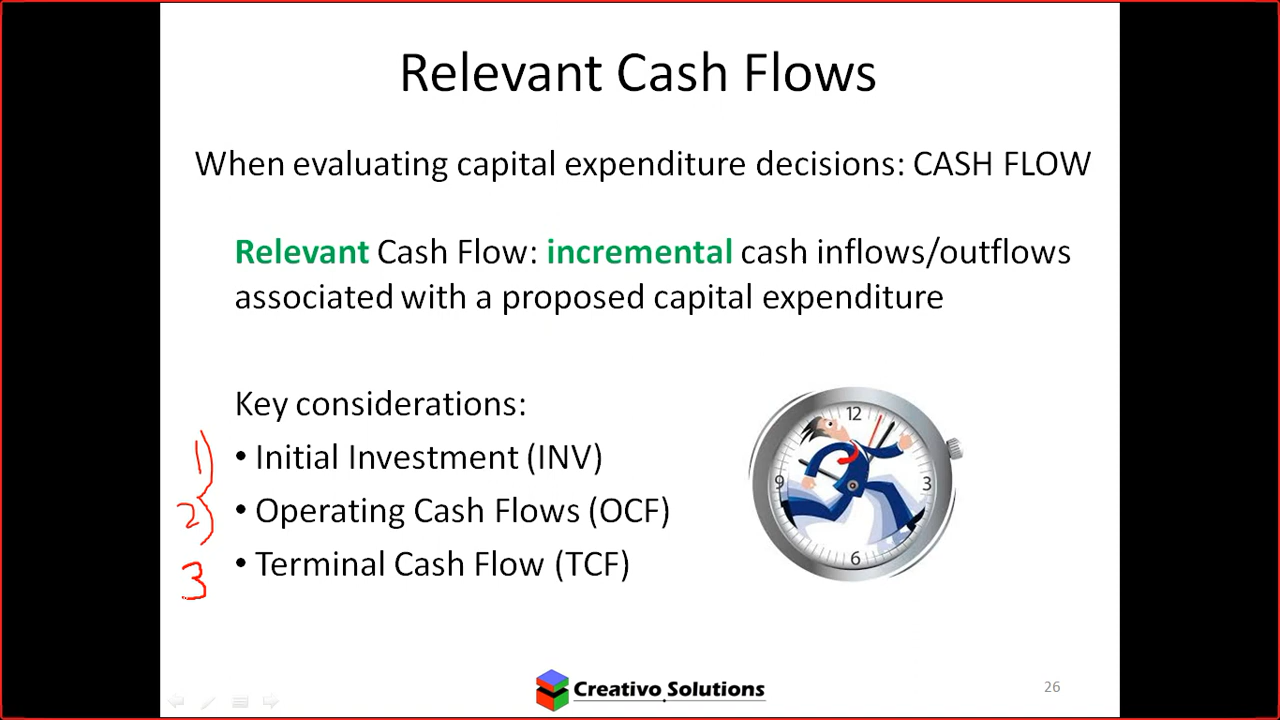 Relevant Cash Flows
When evaluating capital expenditure decisions: CASH FLOW
Relevant Cash Flow: incremental cash inflows/outflows
associated with a proposed capital expenditure
Key considerations:
1) • Initial Investment (INV)
2) • Operating Cash Flows (OCF)
3 • Terminal Cash Flow (TCF)
12
9 3
6
Creativo Solutions
26